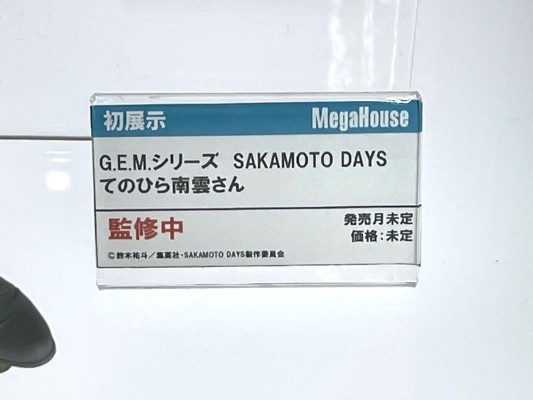 初展示 MegaHouse
G.E.M.シリーズ SAKAMOTO DAYS
てのひら南雲さん
監修中
発売月未定
価格:未定
©鈴木祐斗/集英社・SAKAMOTO DAYS製作委員会